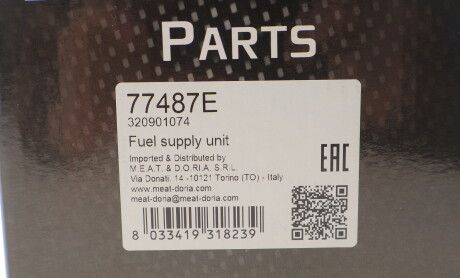 PARTS
77487E
320901074
Fuel supply unit
Imported & Distributed by
M.E.A.T. & D.O.R.I.A. S.R.L.
Via Donati, 14 -10121 Torino (TO) - Italy
www.meat-doria.com
meat-doria@meat-doria.com
EAC
8 033419 318239